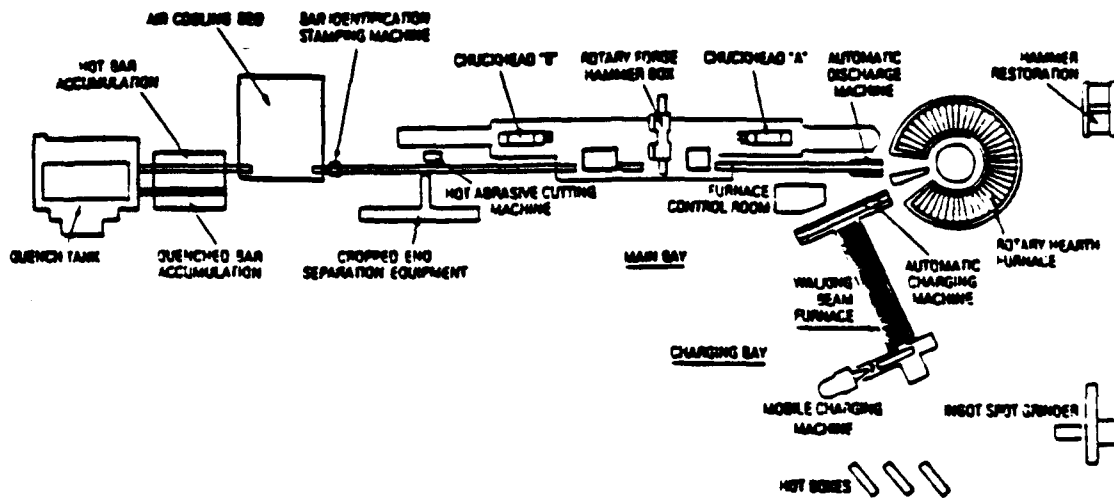 AIR COOLING BED
BAR IDENTIFICATION
STAMPING MACHINE
HOT BAR
ACCUMULATION
CHUCKHEAD "B"
ROTARY FORGE
HAMMER BOX
CHUCKHEAD "A"
AUTOMATIC
DISCHARGE
MACHINE
HAMMER
RESTORATION
HOT ABRASIVE CUTTING
MACHINE
FURNACE
CONTROL ROOM
QUENCH TANK
QUENCHED BAR
ACCUMULATION
CROPPED END
SEPARATION EQUIPMENT
MAIN BAY
ROTARY HEARTH
FURNACE
AUTOMATIC
CHARGING
MACHINE
WALKING
BEAM
FURNACE
CHARGING BAY
MOBILE CHARGING
MACHINE
INGOT SPOT GRINDER
HOT BOXES